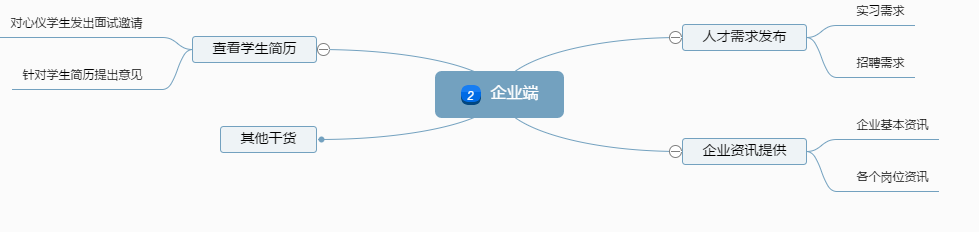 2 企业端
人才需求发布
实习需求
招聘需求
企业资讯提供
企业基本资讯
各个岗位资讯
查看学生简历
对心仪学生发出面试邀请
针对学生简历提出意见
其他干货